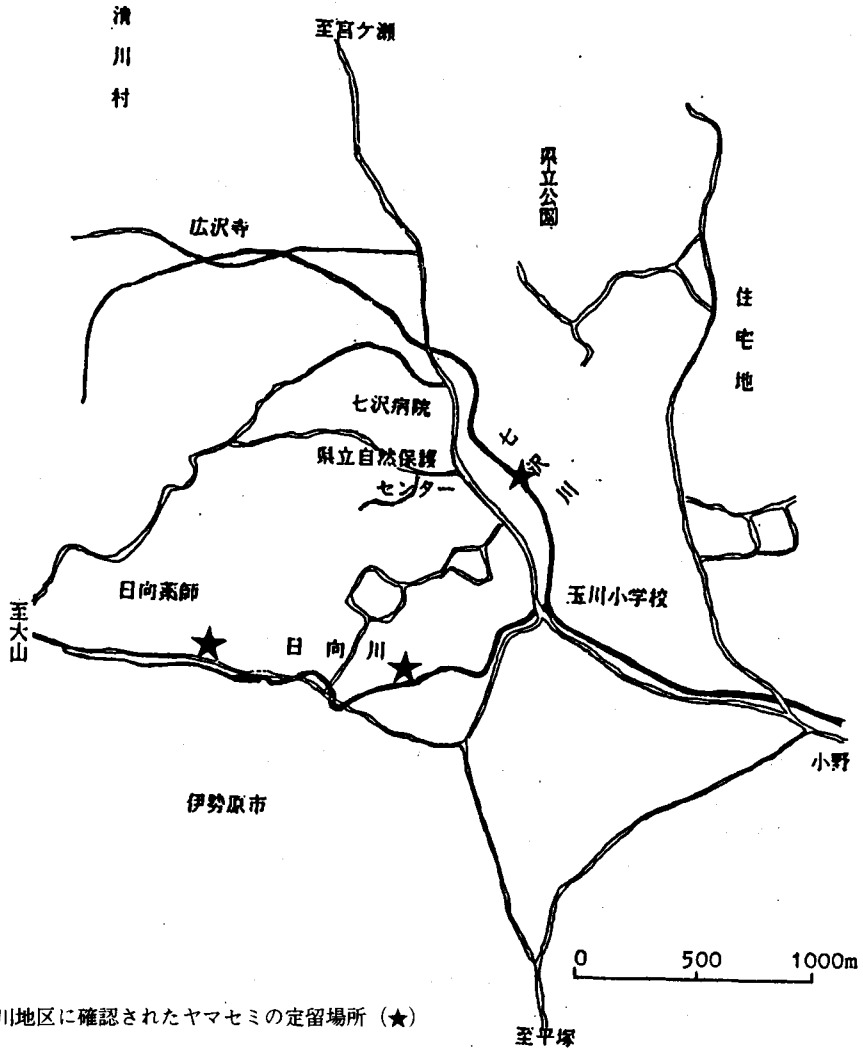 清川村
至宮ケ瀬
県立公園
広沢寺
住宅地
七沢病院
七沢川
県立自然保護
センター
日向薬師
玉川小学校
至大山
日向川
小野
伊勢原市
0 500 1000m
川地区に確認されたヤマセミの定留場所（★）
至平塚